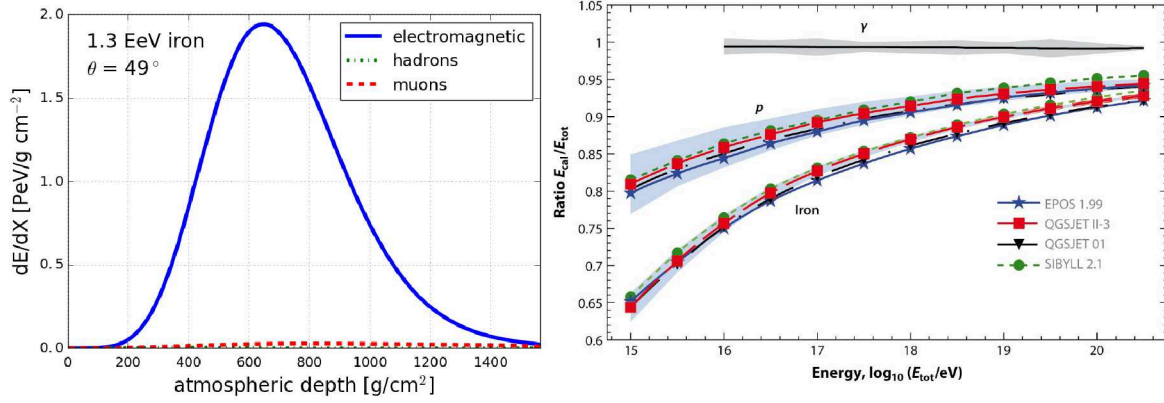 1.3 EeV iron
θ = 49°
electromagnetic
hadrons
muons
dE/dX [PeV/g cm⁻²]
2.0
1.5
1.0
0.5
0.0
0 200 400 600 800 1000 1200 1400
atmospheric depth [g/cm²]
Ratio E_cal/E_tot
1.05
1
0.95
0.9
0.85
0.8
0.75
0.7
0.65
0.6
γ
p
Iron
EPOS 1.99
QGSJET II-3
QGSJET 01
SIBYLL 2.1
15 16 17 18 19 20
Energy, log₁₀ (E_tot/eV)